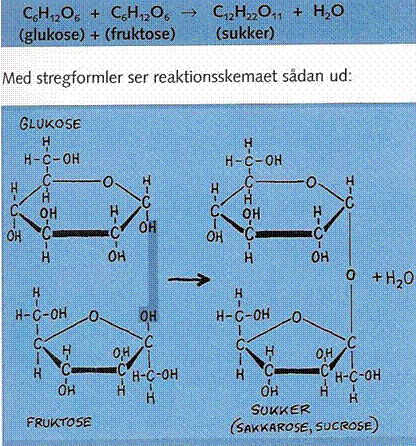 C₆H₁₂O₆ + C₆H₁₂O₆ → C₁₂H₂₂O₁₁ + H₂O
(glukose) + (fruktose) (sukker)
Med stregformler ser reaktionsskemaet sådan ud:
GLUKOSE
H H
H-C-OH H-C-OH
H C O H H C O H
C OH H C C OH H C
OH C C OH OH C C
H OH H OH
→ O + H₂O
H H
H-C-OH O OH H-C-OH O
C H OH C C H OH C
H C C H-C-OH H C C H-C-OH
OH H H OH H H
FRUKTOSE SUKKER
(SAKKAROSE, SUCROSE)